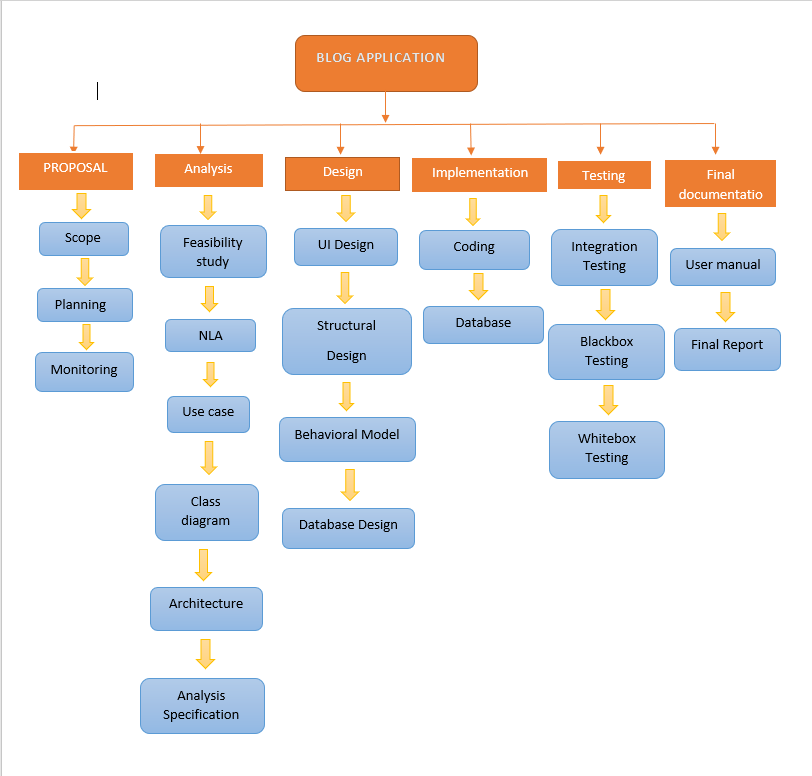 BLOG APPLICATION
PROPOSAL
Scope
Planning
Monitoring
Analysis
Feasibility
study
NLA
Use case
Class
diagram
Architecture
Analysis
Specification
Design
UI Design
Structural
Design
Behavioral Model
Database Design
Implementation
Coding
Database
Testing
Integration
Testing
Blackbox
Testing
Whitebox
Testing
Final
documentatio
User manual
Final Report